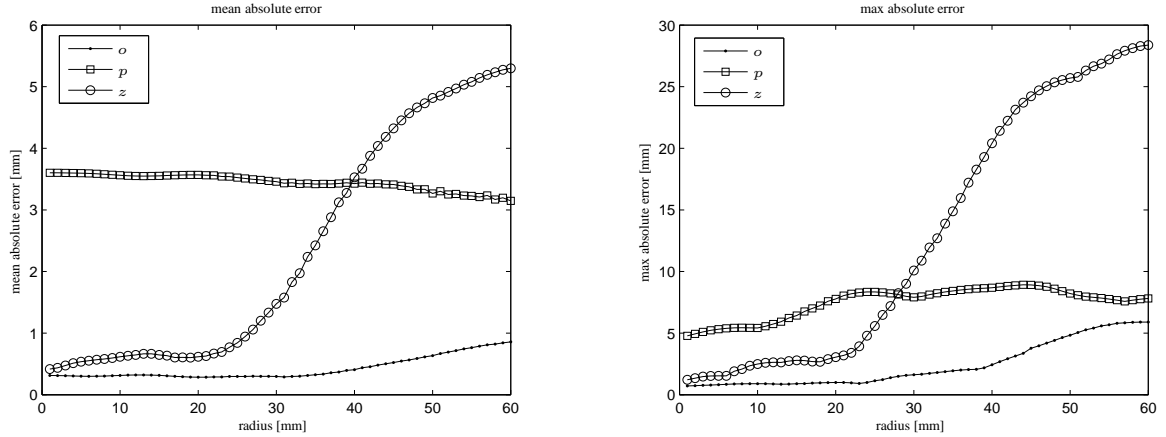 mean absolute error
6
5
4
3
2
1
0
mean absolute error [mm]
o
p
z
0 10 20 30 40 50 60
radius [mm]
max absolute error
30
25
20
15
10
5
0
max absolute error [mm]
o
p
z
0 10 20 30 40 50 60
radius [mm]